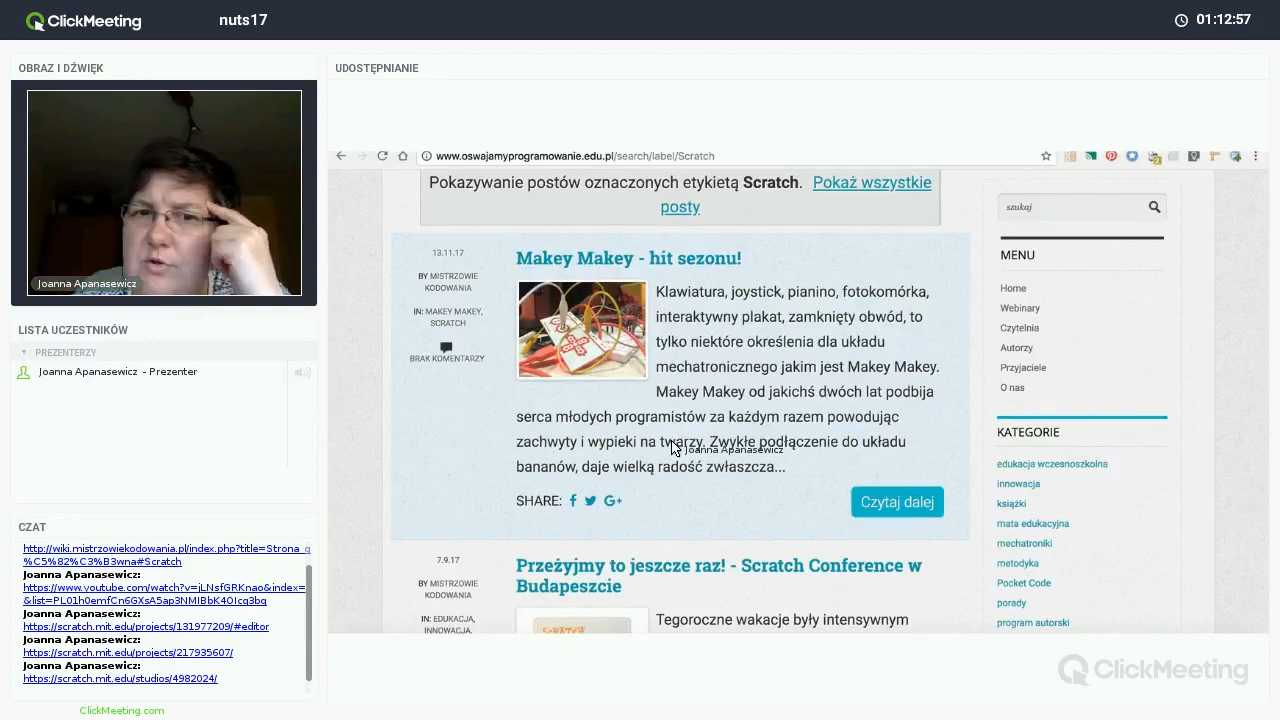 ClickMeeting
nuts17
01:12:57
OBRAZ I DŹWIĘK
Joanna Apanasewicz
LISTA UCZESTNIKÓW
PREZENTERZY
Joanna Apanasewicz - Prezenter
CZAT
http://wiki.mistrzowiekodowania.pl/index.php?title=Strona_g
%C5%82%C3%B3wna#Scratch
Joanna Apanasewicz:
https://www.youtube.com/watch?v=jLNsfGRKnao&index=
&list=PL01h0emfCn6GXsA5ap3NMIBbK4OIcq3bq
Joanna Apanasewicz:
https://scratch.mit.edu/projects/131977209/#editor
Joanna Apanasewicz:
https://scratch.mit.edu/projects/217935607/
Joanna Apanasewicz:
https://scratch.mit.edu/studios/4982024/
ClickMeeting.com
UDOSTĘPNIANIE
www.oswajamyprogramowanie.edu.pl/search/label/Scratch
Pokazywanie postów oznaczonych etykietą Scratch. Pokaż wszystkie
posty
13.11.17
BY MISTRZOWIE
KODOWANIA
IN: MAKEY MAKEY,
SCRATCH
BRAK KOMENTARZY
Makey Makey - hit sezonu!
Klawiatura, joystick, pianino, fotokomórka,
interaktywny plakat, zamknięty obwód, to
tylko niektóre określenia dla układu
mechatronicznego jakim jest Makey Makey.
Makey Makey od jakichś dwóch lat podbija
serca młodych programistów za każdym razem powodując
zachwyty i wypieki na twarzy. Zwykłe podłączenie do układu
Joanna Apanasewicz
bananów, daje wielką radość zwłaszcza...
SHARE:
Czytaj dalej
7.9.17
BY MISTRZOWIE
KODOWANIA
IN: EDUKACJA,
INNOWACJA,
Przeżyjmy to jeszcze raz! - Scratch Conference w
Budapeszcie
SCRATCH
Tegoroczne wakacje były intensywnym
szukaj
MENU
Home
Webinary
Czytelnia
Autorzy
Przyjaciele
O nas
KATEGORIE
edukacja wczesnoszkolna
innowacja
książki
mata edukacyjna
mechatroniki
metodyka
Pocket Code
porady
program autorski
ClickMeeting